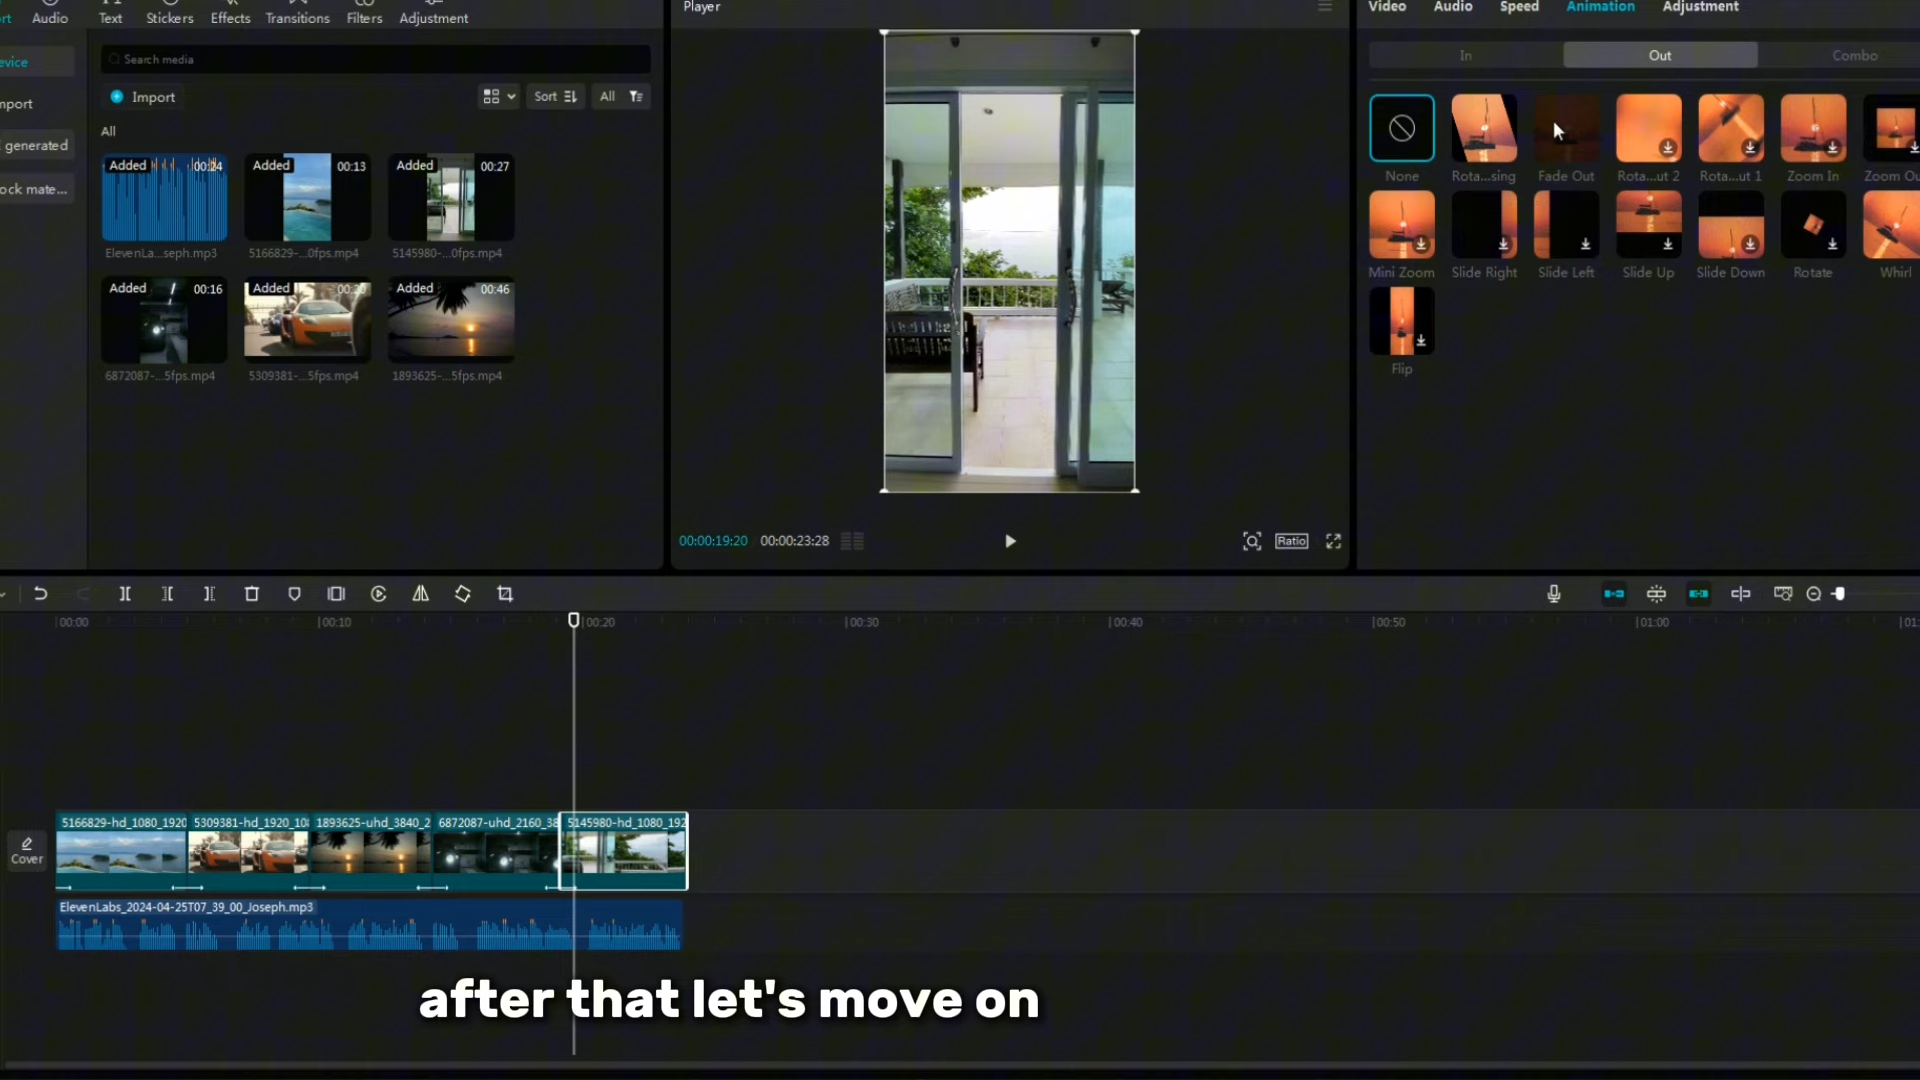 Audio
Text
Stickers
Effects
Transitions
Filters
Adjustment
Player
Video
Audio
Speed
Animation
Adjustment
Search media
In
Out
Combo
Import
Sort
All
generated
All
Added
00:24
Added
00:13
Added
00:27
None
Rota...sing
Fade Out
Rota...ut 2
Rota...ut 1
Zoom In
Zoom Ou
ock mate...
ElevenLa...seph.mp3
5166829-...0fps.mp4
5145980-...0fps.mp4
Mini Zoom
Slide Right
Slide Left
Slide Up
Slide Down
Rotate
Whirl
Added
00:16
Added
Added
00:46
6872087-...5fps.mp4
5309381-...5fps.mp4
1893625-...5fps.mp4
Flip
00:00:19:20
00:00:23:28
Ratio
00:00
00:10
00:20
00:30
00:40
00:50
01:00
5166829-hd_1080_1920
5309381-hd_1920_10
1893625-uhd_3840_2
6872087-uhd_2160_38
5145980-hd_1080_192
Cover
ElevenLabs_2024-04-25T07_39_00_Joseph.mp3
after that let's move on